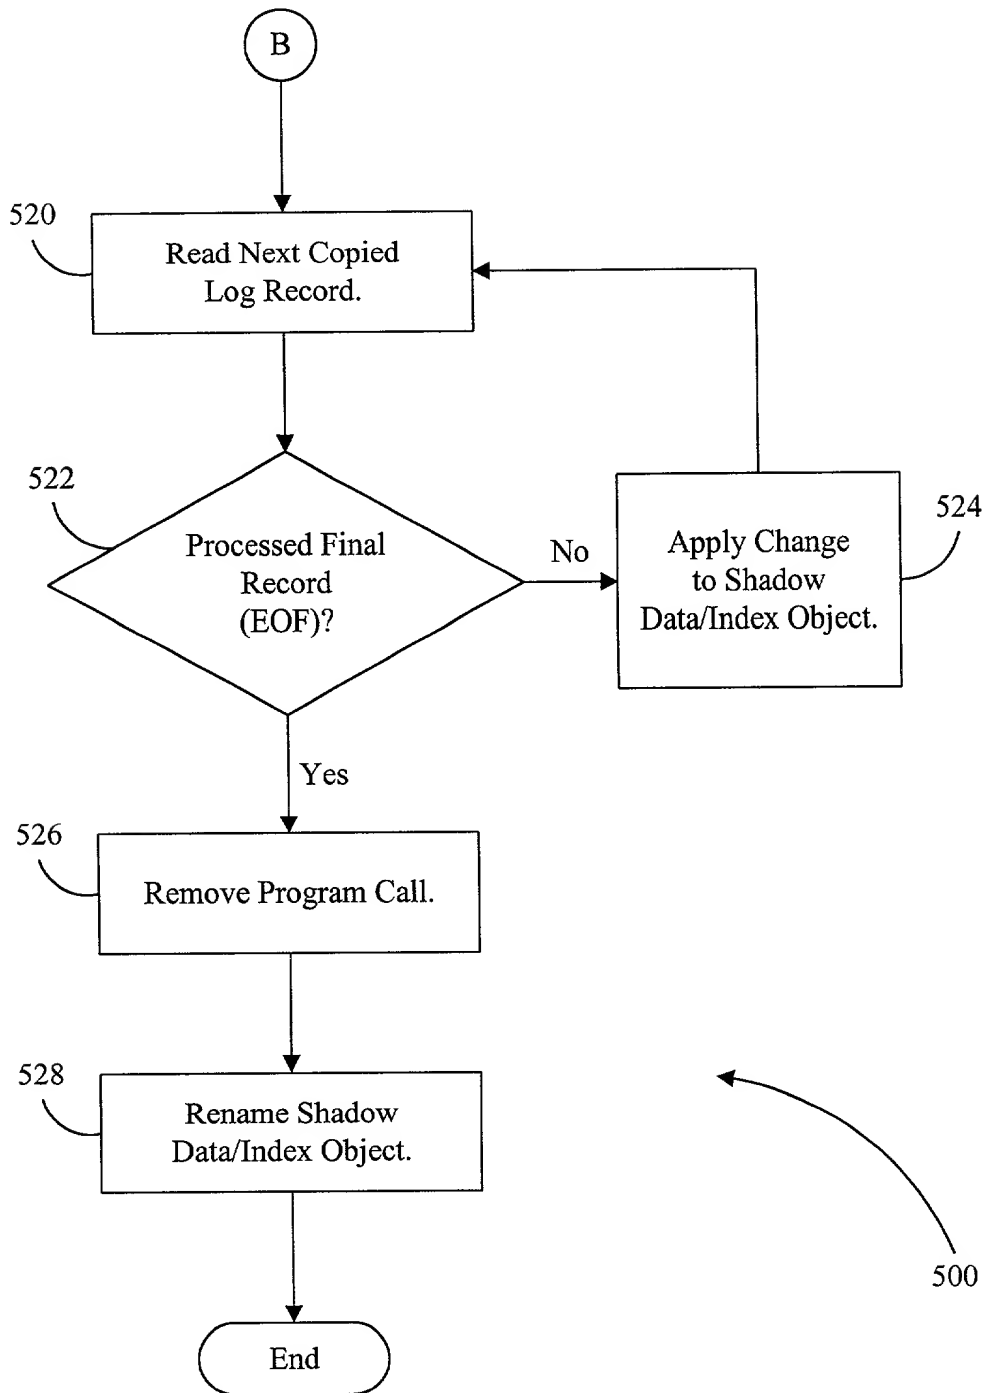 B
520
Read Next Copied
Log Record.
522
Processed Final
Record
(EOF)?
No
524
Apply Change
to Shadow
Data/Index Object.
Yes
526
Remove Program Call.
528
Rename Shadow
Data/Index Object.
500
End